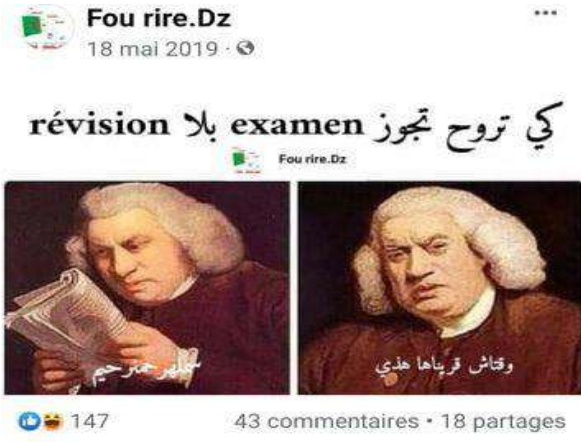 Fou rire.Dz
18 mai 2019
كي تروح تجوز examen بلا révision
Fou rire.Dz
سملهرحمنرحيم
وقتاش قريناها هذي
147
43 commentaires • 18 partages